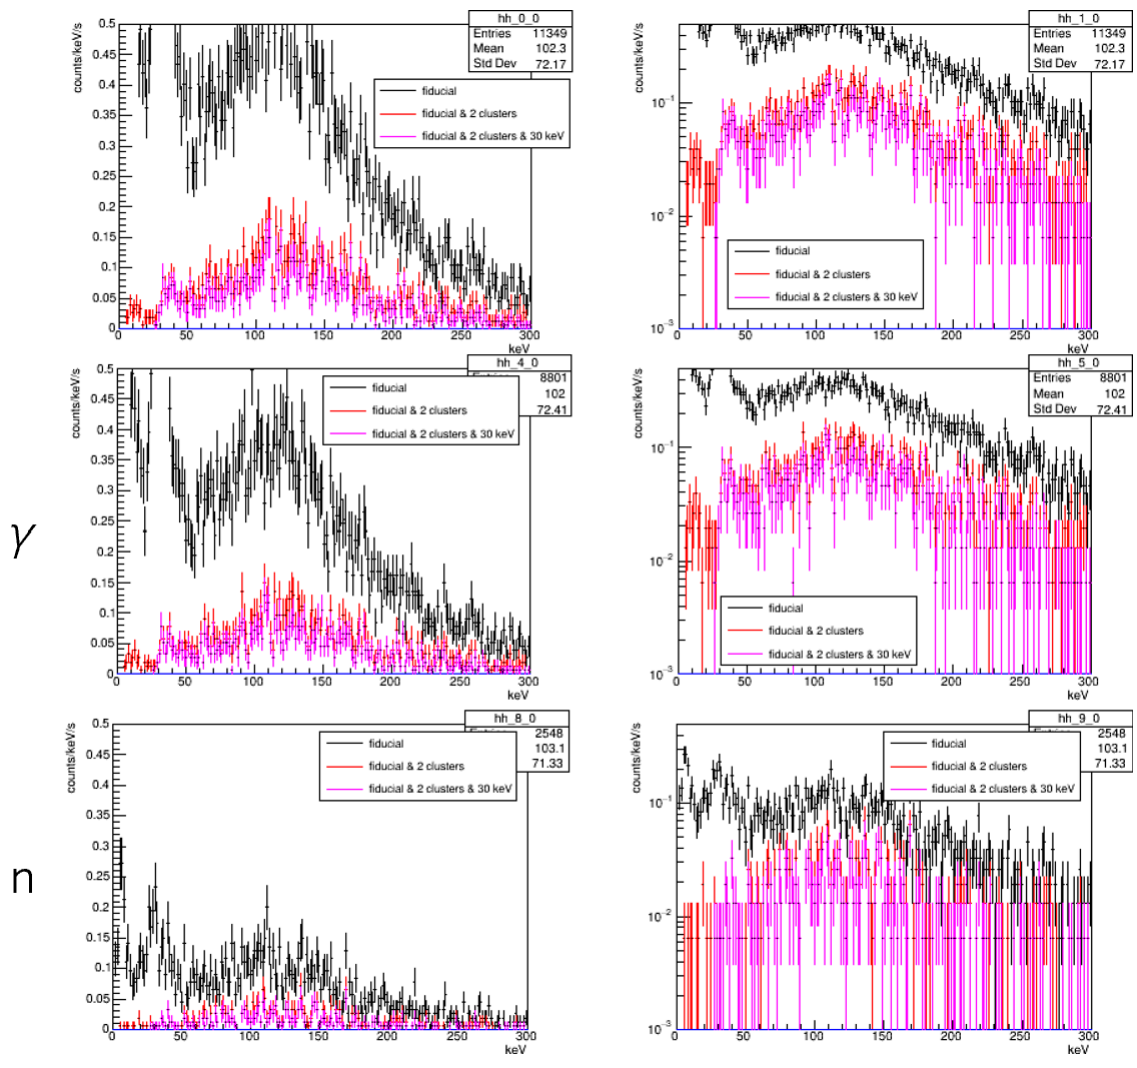 hh_0_0
Entries 11349
Mean 102.3
Std Dev 72.17
counts/keV/s
0.5
0.45
0.4
0.35
0.3
0.25
0.2
0.15
0.1
0.05
0
fiducial
fiducial & 2 clusters
fiducial & 2 clusters & 30 keV
0 50 100 150 200 250 300
keV
hh_1_0
Entries 11349
Mean 102.3
Std Dev 72.17
counts/keV/s
10−1
10−2
10−3
fiducial
fiducial & 2 clusters
fiducial & 2 clusters & 30 keV
0 50 100 150 200 250 300
keV
γ
hh_4_0
8801
102
72.41
counts/keV/s
0.5
0.45
0.4
0.35
0.3
0.25
0.2
0.15
0.1
0.05
0
fiducial
fiducial & 2 clusters
fiducial & 2 clusters & 30 keV
0 50 100 150 200 250 300
keV
hh_5_0
Entries 8801
Mean 102
Std Dev 72.41
counts/keV/s
10−1
10−2
10−3
fiducial
fiducial & 2 clusters
fiducial & 2 clusters & 30 keV
0 50 100 150 200 250 300
keV
n
hh_8_0
2548
103.1
71.33
counts/keV/s
0.5
0.45
0.4
0.35
0.3
0.25
0.2
0.15
0.1
0.05
0
fiducial
fiducial & 2 clusters
fiducial & 2 clusters & 30 keV
0 50 100 150 200 250 300
keV
hh_9_0
2548
103.1
71.33
counts/keV/s
10−1
10−2
10−3
fiducial
fiducial & 2 clusters
fiducial & 2 clusters & 30 keV
0 50 100 150 200 250 300
keV